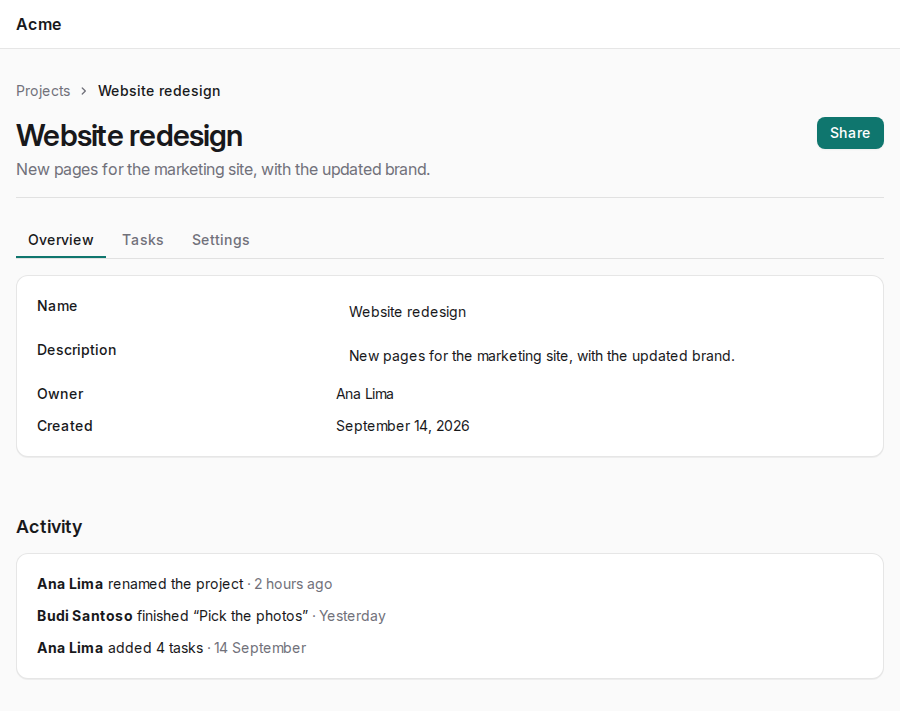 Acme
Projects › Website redesign
Website redesign
Share
New pages for the marketing site, with the updated brand.
Overview Tasks Settings
Name Website redesign
Description New pages for the marketing site, with the updated brand.
Owner Ana Lima
Created September 14, 2026
Activity
Ana Lima renamed the project · 2 hours ago
Budi Santoso finished “Pick the photos” · Yesterday
Ana Lima added 4 tasks · 14 September